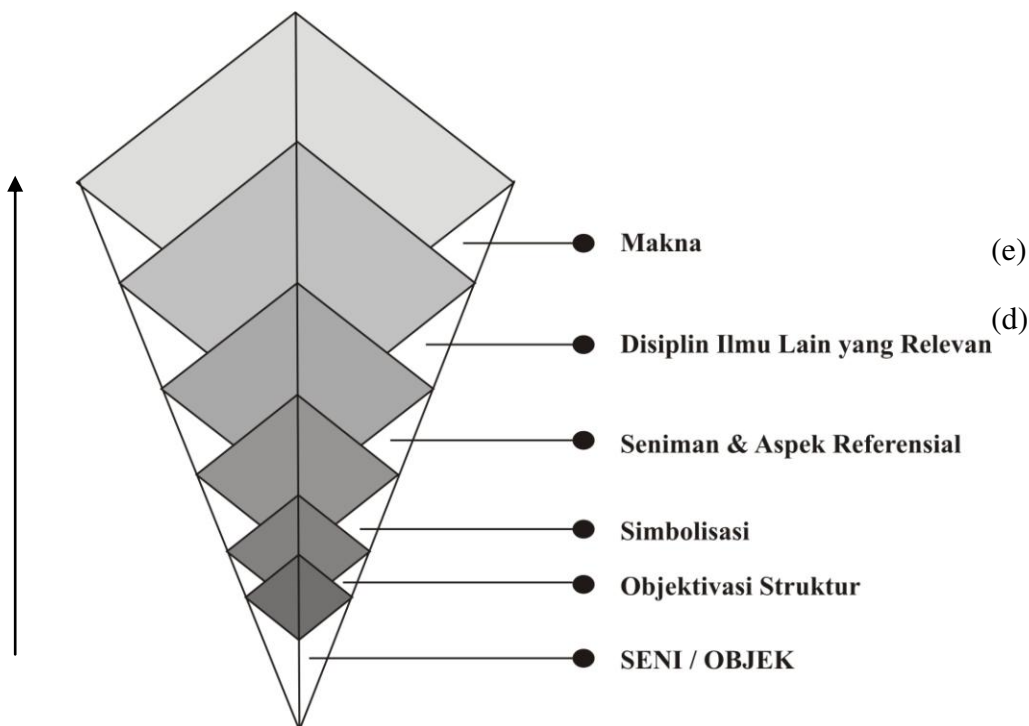 Makna (e)
(d)
Disiplin Ilmu Lain yang Relevan
Seniman & Aspek Referensial
Simbolisasi
Objektivasi Struktur
SENI / OBJEK